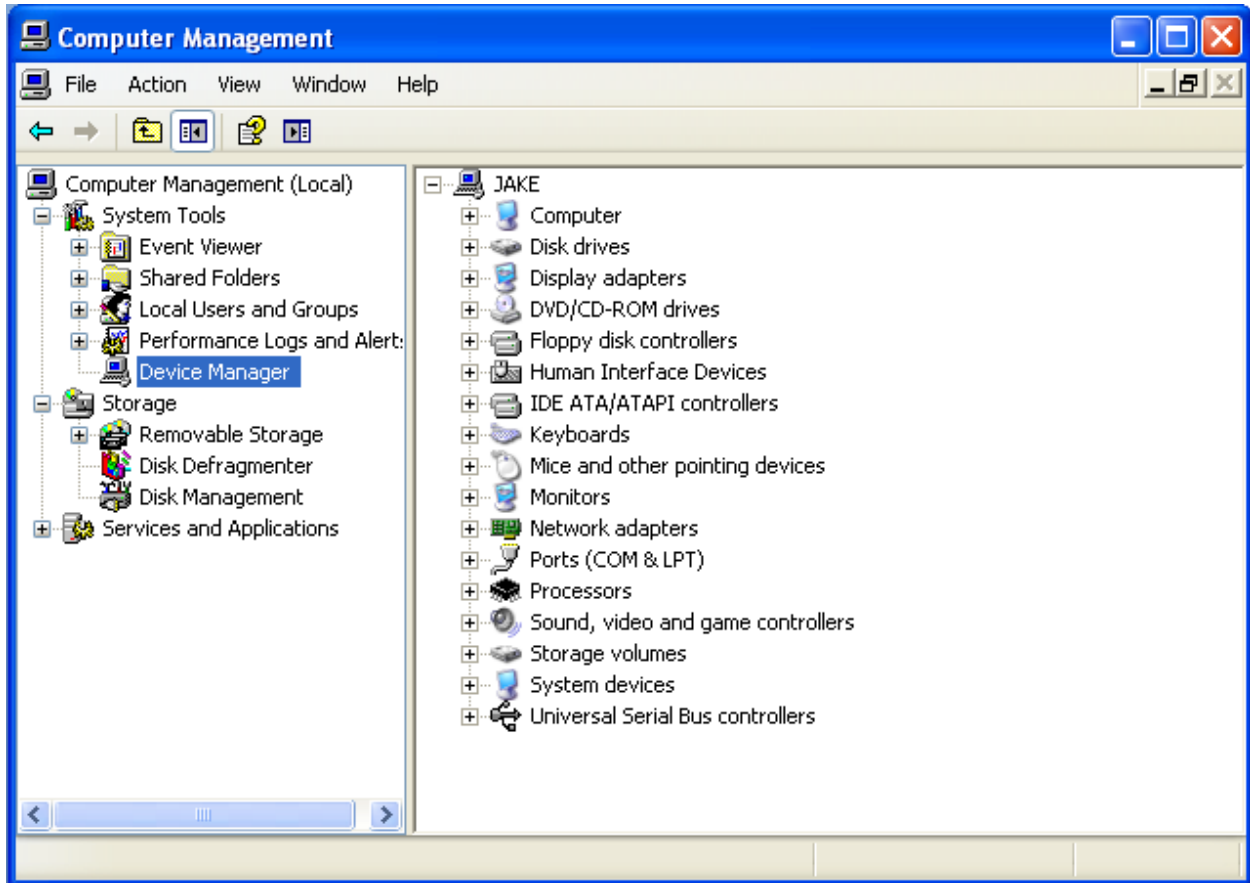 Computer Management
File Action View Window Help
Computer Management (Local)
System Tools
Event Viewer
Shared Folders
Local Users and Groups
Performance Logs and Alert:
Device Manager
Storage
Removable Storage
Disk Defragmenter
Disk Management
Services and Applications
JAKE
Computer
Disk drives
Display adapters
DVD/CD-ROM drives
Floppy disk controllers
Human Interface Devices
IDE ATA/ATAPI controllers
Keyboards
Mice and other pointing devices
Monitors
Network adapters
Ports (COM & LPT)
Processors
Sound, video and game controllers
Storage volumes
System devices
Universal Serial Bus controllers